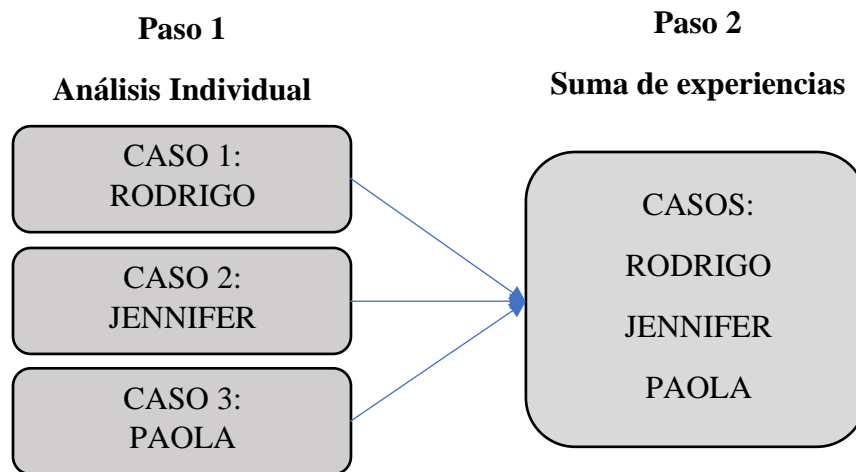 Paso 1
Análisis Individual
CASO 1:
RODRIGO
CASO 2:
JENNIFER
CASO 3:
PAOLA
Paso 2
Suma de experiencias
CASOS:
RODRIGO
JENNIFER
PAOLA